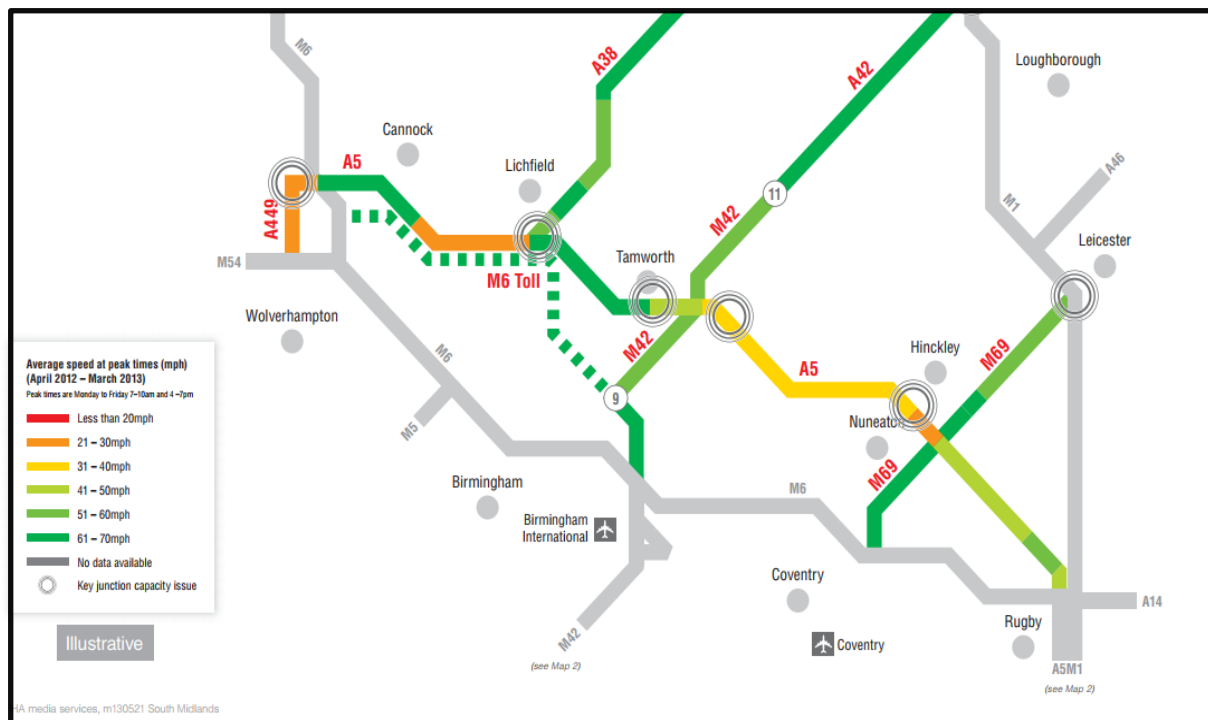 M6
A38
A42
Loughborough
Cannock
A5
Lichfield
A46
11
M42
M1
A449
Leicester
Tamworth
M54
M6 Toll
Wolverhampton
M42
Hinckley
M69
A5
M6
9
Nuneaton
M5
M69
Birmingham
M6
Birmingham
International
Coventry
A14
Rugby
M42
Coventry
(see Map 2)
A5M1
(see Map 2)
Average speed at peak times (mph)
(April 2012 – March 2013)
Peak times are Monday to Friday 7–10am and 4 –7pm
Less than 20mph
21 – 30mph
31 – 40mph
41 – 50mph
51 – 60mph
61 – 70mph
No data available
Key junction capacity issue
Illustrative
HA media services, m130521 South Midlands